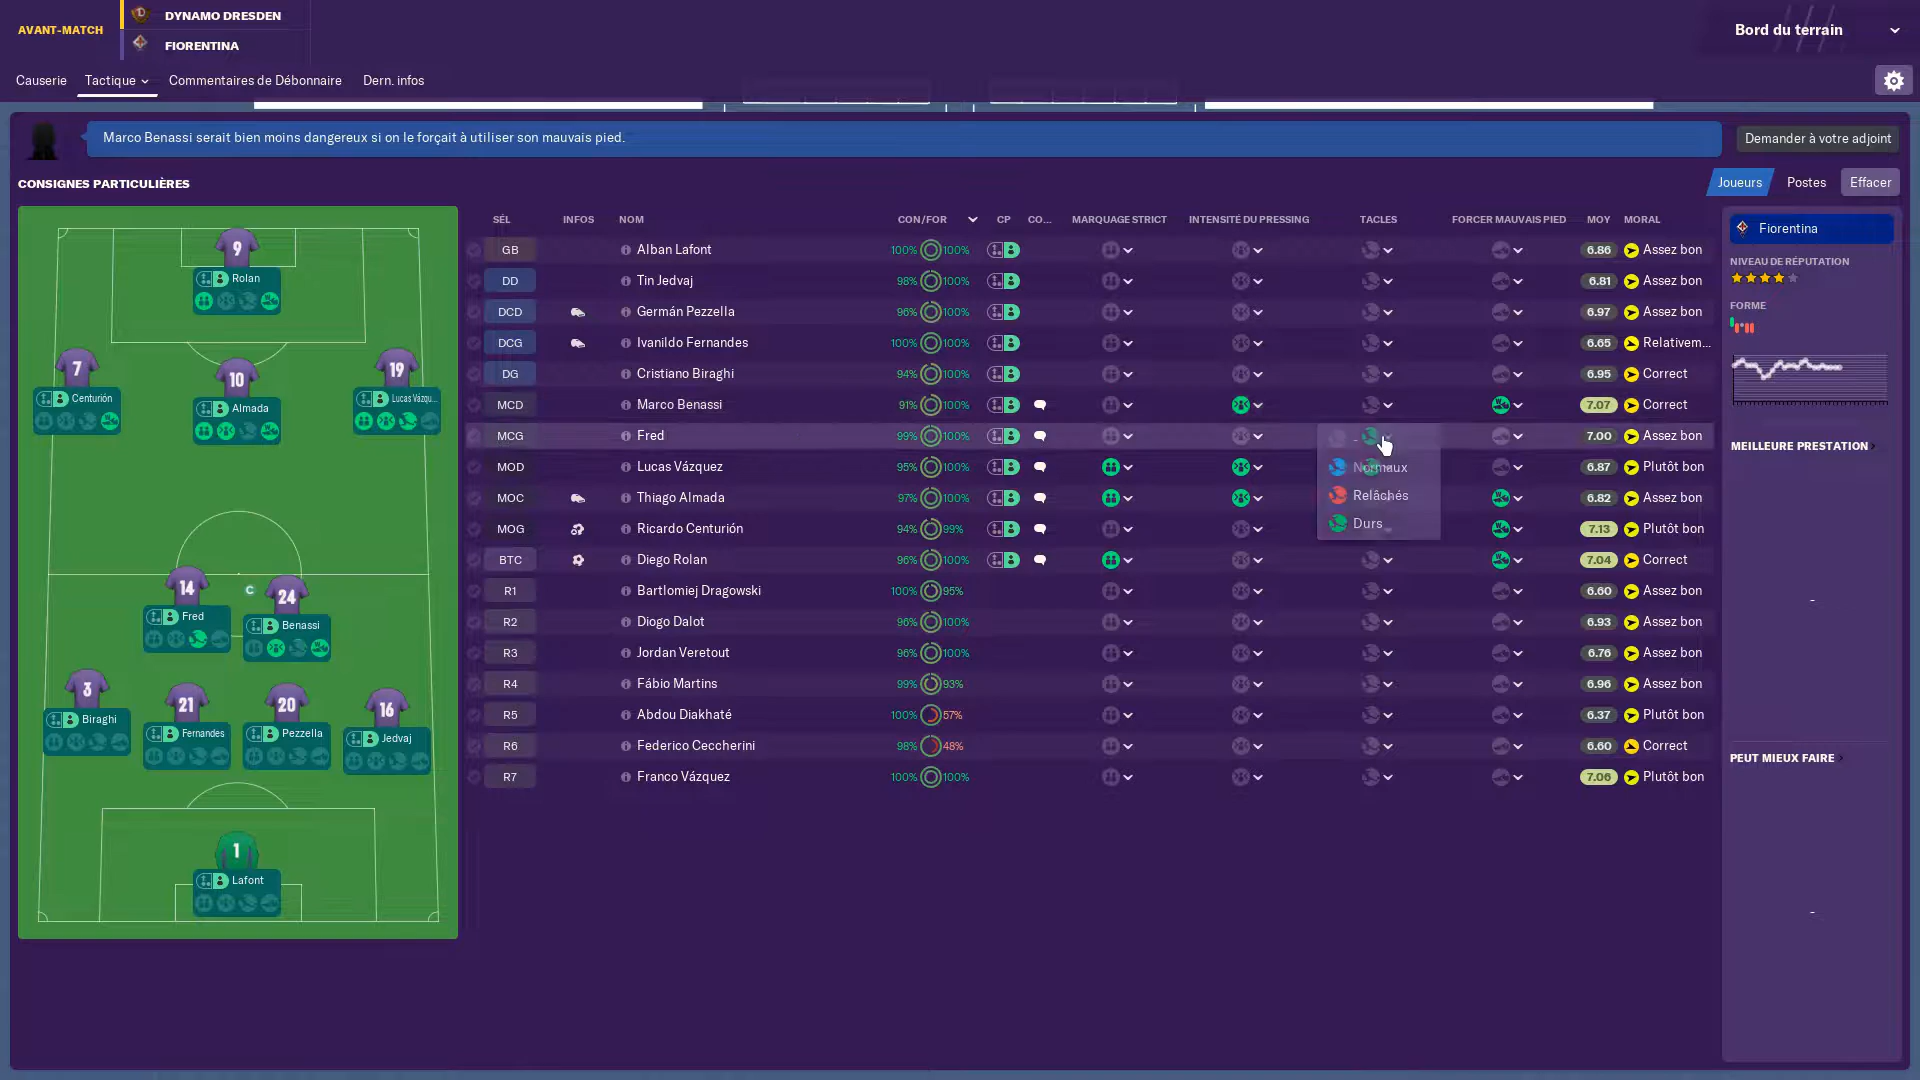 AVANT-MATCH
DYNAMO DRESDEN
FIORENTINA
Bord du terrain
Causerie Tactique Commentaires de Débonnaire Dern. infos
Marco Benassi serait bien moins dangereux si on le forçait à utiliser son mauvais pied.
Demander à votre adjoint
CONSIGNES PARTICULIÈRES
Joueurs Postes Effacer
9
Rolan
7
Centurión
10
Almada
19
Lucas Vázqu...
C
14
Fred
24
Benassi
3
Biraghi
21
Fernandes
20
Pezzella
16
Jedvaj
1
Lafont
SÉL INFOS NOM CON/FOR CP CO... MARQUAGE STRICT INTENSITÉ DU PRESSING TACLES FORCER MAUVAIS PIED MOY MORAL
GB Alban Lafont 100% 100% 6.86 Assez bon
DD Tin Jedvaj 98% 100% 6.81 Assez bon
DCD Germán Pezzella 96% 100% 6.97 Assez bon
DCG Ivanildo Fernandes 100% 100% 6.65 Relativem...
DG Cristiano Biraghi 94% 100% 6.95 Correct
MCD Marco Benassi 91% 100% 7.07 Correct
MCG Fred 99% 100% 7.00 Assez bon
MOD Lucas Vázquez 95% 100% 6.87 Plutôt bon
MOC Thiago Almada 97% 100% 6.82 Assez bon
MOG Ricardo Centurión 94% 99% 7.13 Plutôt bon
BTC Diego Rolan 96% 100% 7.04 Correct
R1 Bartlomiej Dragowski 100% 95% 6.60 Assez bon
R2 Diogo Dalot 96% 100% 6.93 Assez bon
R3 Jordan Veretout 96% 100% 6.76 Assez bon
R4 Fábio Martins 99% 93% 6.96 Assez bon
R5 Abdou Diakhaté 100% 57% 6.37 Plutôt bon
R6 Federico Ceccherini 98% 48% 6.60 Correct
R7 Franco Vázquez 100% 100% 7.06 Plutôt bon
-
Normaux
Relâchés
Durs
Fiorentina
NIVEAU DE RÉPUTATION
FORME
MEILLEURE PRESTATION
-
PEUT MIEUX FAIRE
-